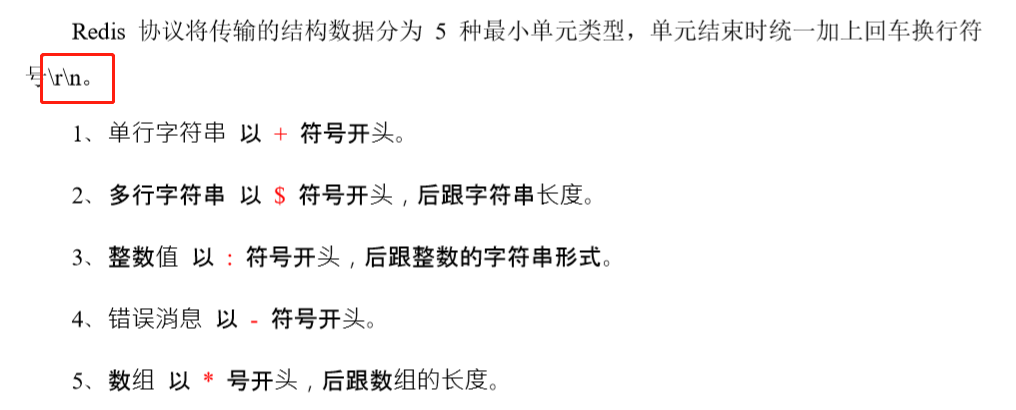 Redis 协议将传输的结构数据分为 5 种最小单元类型，单元结束时统一加上回车换行符
号\r\n。
1、单行字符串 以 + 符号开头。
2、多行字符串 以 $ 符号开头，后跟字符串长度。
3、整数值 以 : 符号开头，后跟整数的字符串形式。
4、错误消息 以 - 符号开头。
5、数组 以 * 号开头，后跟数组的长度。